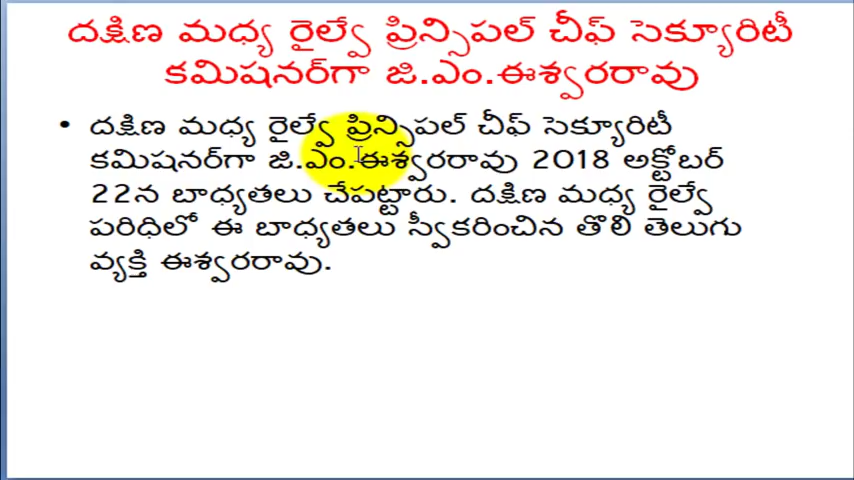 దక్షిణ మధ్య రైల్వే ప్రిన్సిపల్ చీఫ్ సెక్యూరిటీ
కమిషనర్‌గా జి.ఎం.ఈశ్వరరావు
• దక్షిణ మధ్య రైల్వే ప్రిన్సిపల్ చీఫ్ సెక్యూరిటీ
కమిషనర్‌గా జి.ఎం.ఈశ్వరరావు 2018 అక్టోబర్
22న బాధ్యతలు చేపట్టారు. దక్షిణ మధ్య రైల్వే
పరిధిలో ఈ బాధ్యతలు స్వీకరించిన తొలి తెలుగు
వ్యక్తి ఈశ్వరరావు.